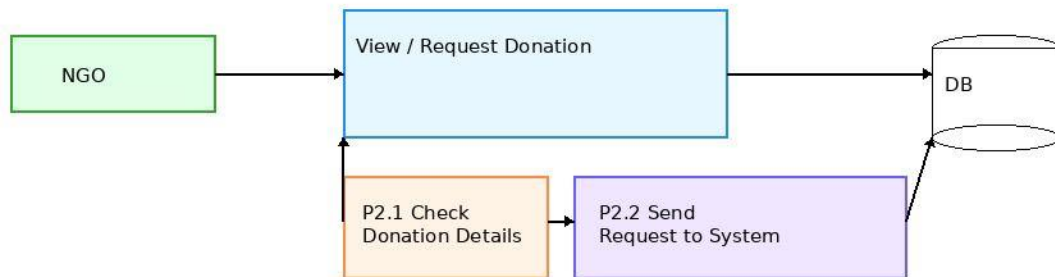 View / Request Donation
NGO
DB
P2.1 Check
Donation Details
P2.2 Send
Request to System